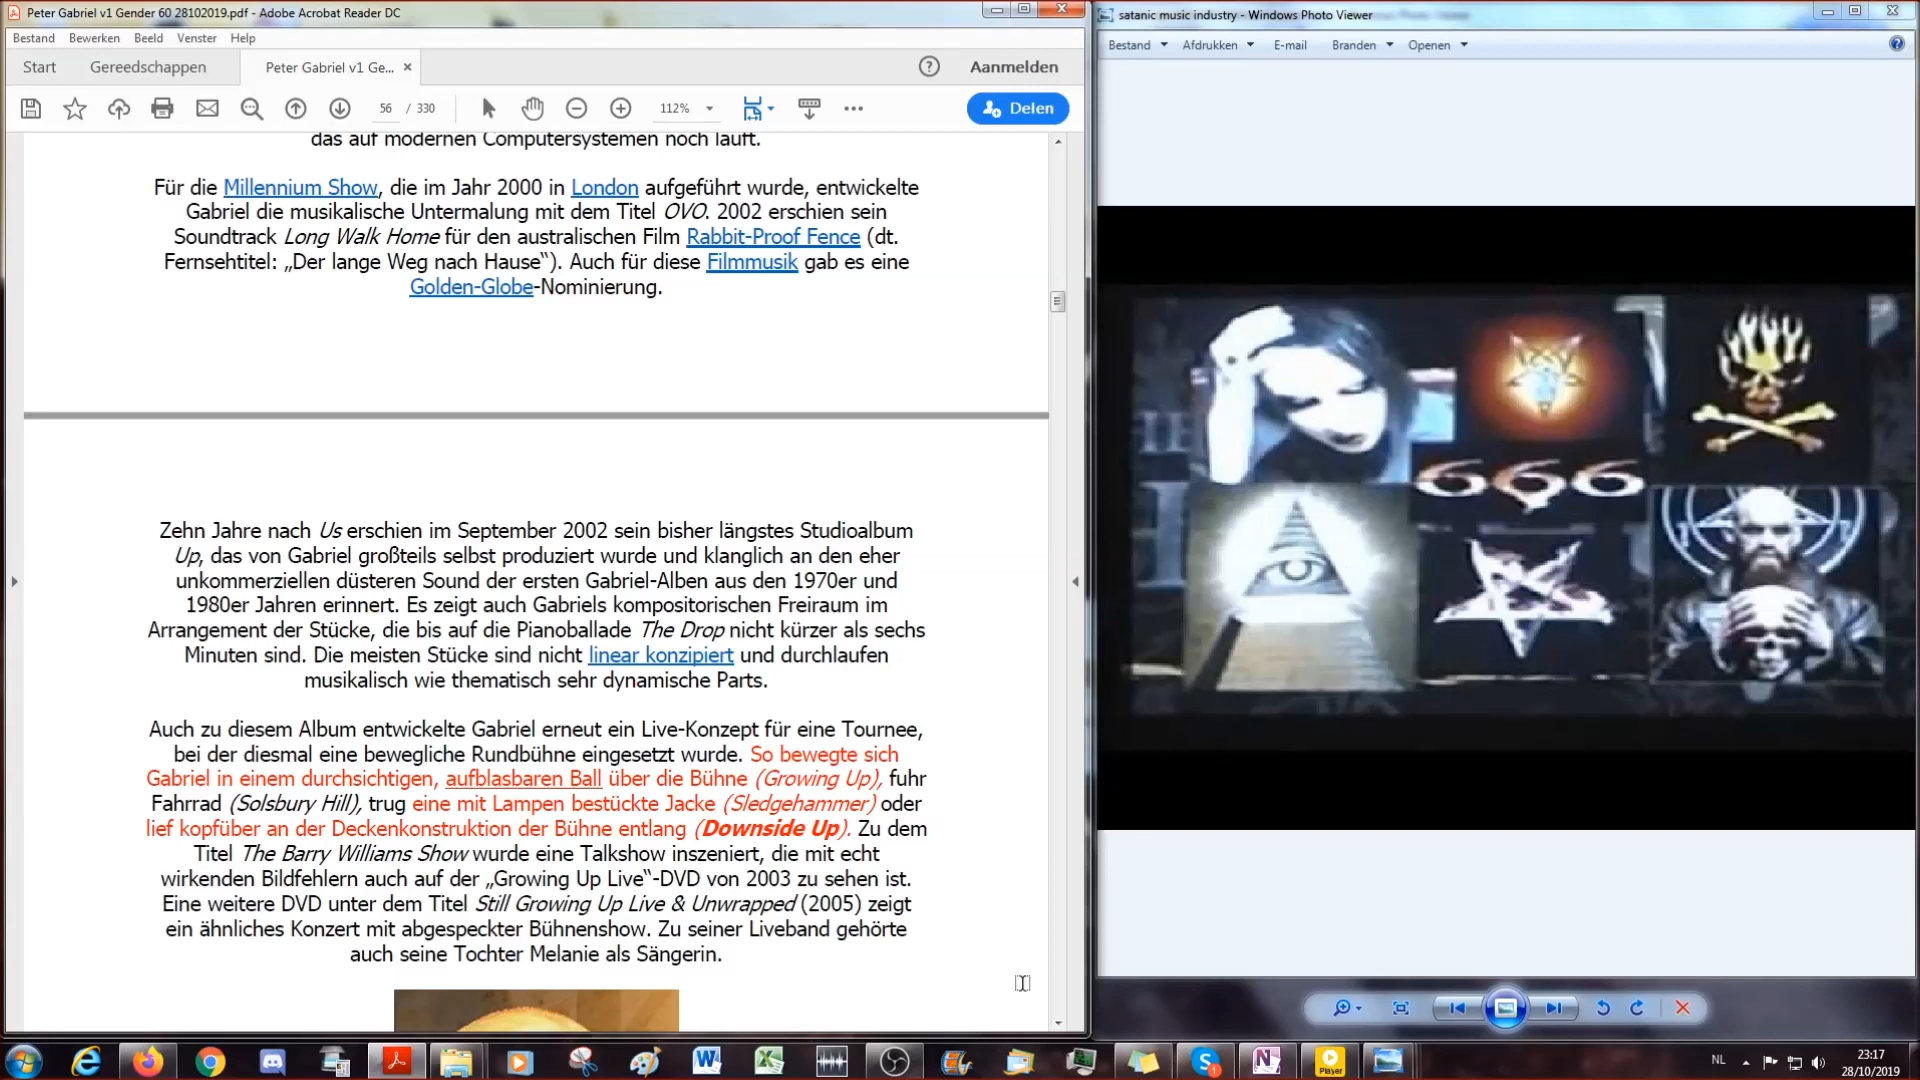 Peter Gabriel v1 Gender 60 28102019.pdf - Adobe Acrobat Reader DC
Bestand Bewerken Beeld Venster Help
Start Gereedschappen Peter Gabriel v1 Ge... × Aanmelden
56 / 330 112% Delen
das auf modernen Computersystemen noch läuft.
Für die Millennium Show, die im Jahr 2000 in London aufgeführt wurde, entwickelte
Gabriel die musikalische Untermalung mit dem Titel OVO. 2002 erschien sein
Soundtrack Long Walk Home für den australischen Film Rabbit-Proof Fence (dt.
Fernsehtitel: „Der lange Weg nach Hause“). Auch für diese Filmmusik gab es eine
Golden-Globe-Nominierung.
Zehn Jahre nach Us erschien im September 2002 sein bisher längstes Studioalbum
Up, das von Gabriel großteils selbst produziert wurde und klanglich an den eher
unkommerziellen düsteren Sound der ersten Gabriel-Alben aus den 1970er und
1980er Jahren erinnert. Es zeigt auch Gabriels kompositorischen Freiraum im
Arrangement der Stücke, die bis auf die Pianoballade The Drop nicht kürzer als sechs
Minuten sind. Die meisten Stücke sind nicht linear konzipiert und durchlaufen
musikalisch wie thematisch sehr dynamische Parts.
Auch zu diesem Album entwickelte Gabriel erneut ein Live-Konzept für eine Tournee,
bei der diesmal eine bewegliche Rundbühne eingesetzt wurde. So bewegte sich
Gabriel in einem durchsichtigen, aufblasbaren Ball über die Bühne (Growing Up), fuhr
Fahrrad (Solsbury Hill), trug eine mit Lampen bestückte Jacke (Sledgehammer) oder
lief kopfüber an der Deckenkonstruktion der Bühne entlang (Downside Up). Zu dem
Titel The Barry Williams Show wurde eine Talkshow inszeniert, die mit echt
wirkenden Bildfehlern auch auf der „Growing Up Live“-DVD von 2003 zu sehen ist.
Eine weitere DVD unter dem Titel Still Growing Up Live & Unwrapped (2005) zeigt
ein ähnliches Konzert mit abgespeckter Bühnenshow. Zu seiner Liveband gehörte
auch seine Tochter Melanie als Sängerin.
satanic music industry - Windows Photo Viewer
Bestand Afdrukken E-mail Branden Openen
666
Player
NL
23:17
28/10/2019